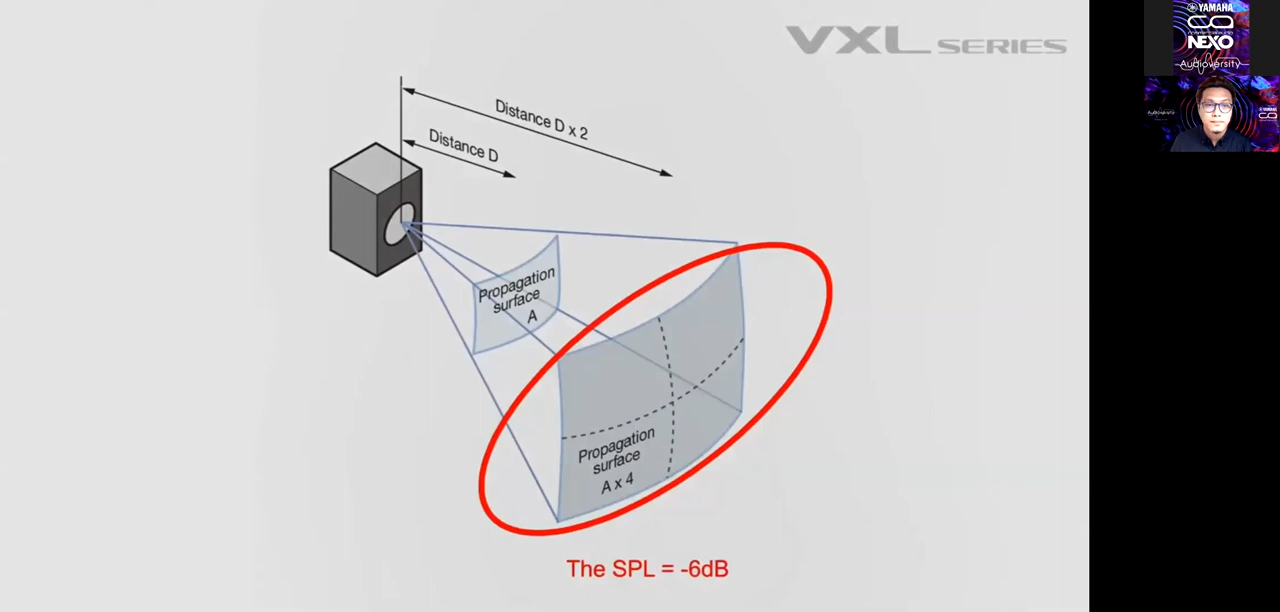 VXL SERIES
Distance D x 2
Distance D
Propagation
surface
A
Propagation
surface
A x 4
The SPL = -6dB
YAMAHA
NEXO
Audioversity